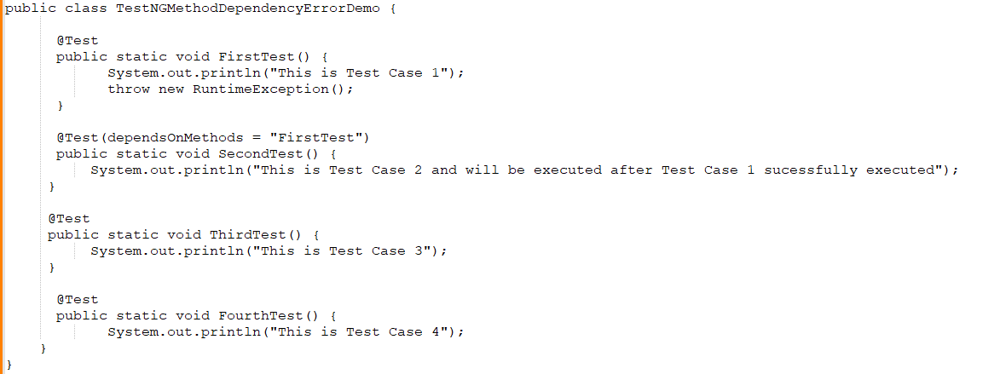 public class TestNGMethodDependencyErrorDemo {
@Test
public static void FirstTest() {
System.out.println("This is Test Case 1");
throw new RuntimeException();
}
@Test(dependsOnMethods = "FirstTest")
public static void SecondTest() {
System.out.println("This is Test Case 2 and will be executed after Test Case 1 sucessfully executed");
}
@Test
public static void ThirdTest() {
System.out.println("This is Test Case 3");
}
@Test
public static void FourthTest() {
System.out.println("This is Test Case 4");
}
}